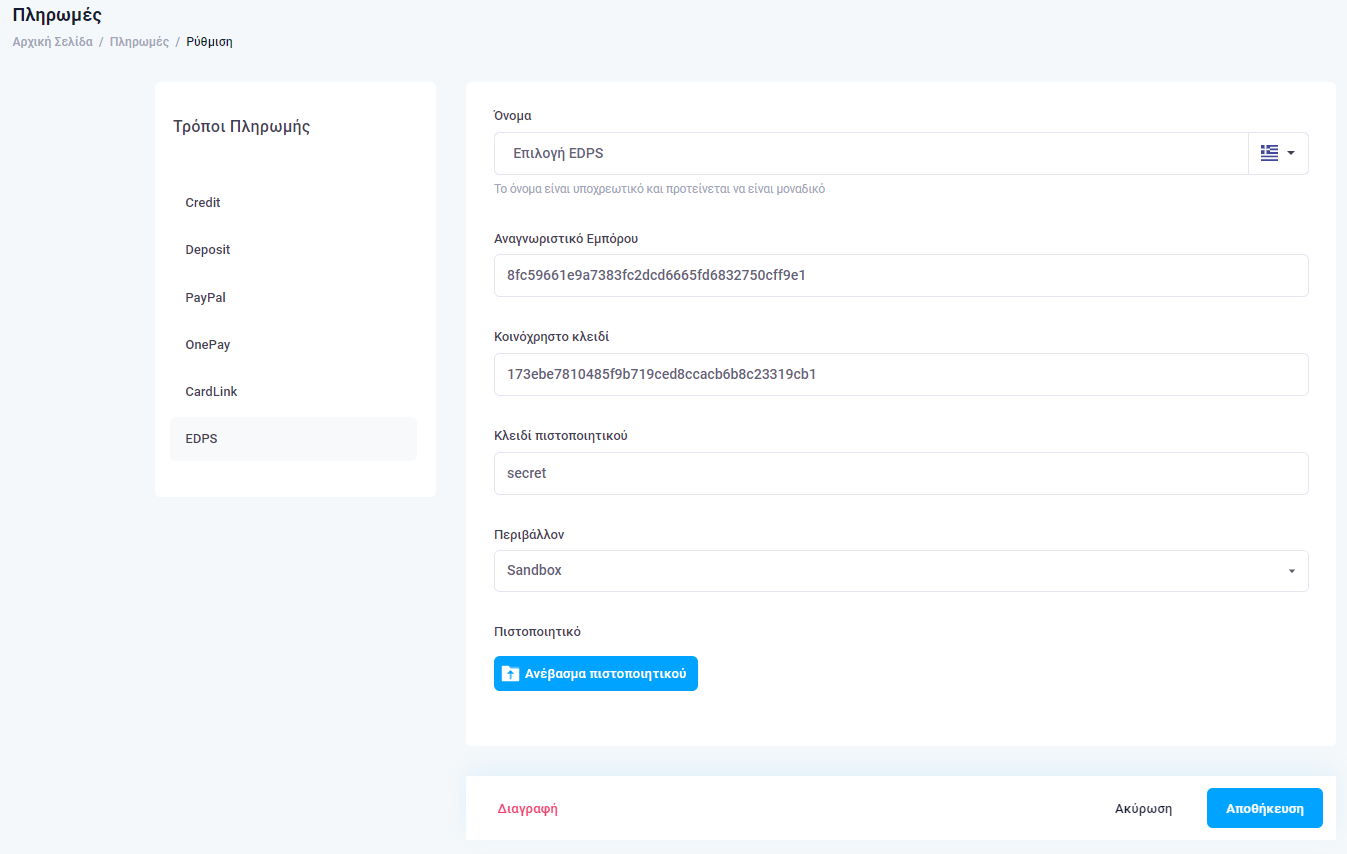 Πληρωμές
Αρχική Σελίδα / Πληρωμές / Ρύθμιση
Τρόποι Πληρωμής
Credit
Deposit
PayPal
OnePay
CardLink
EDPS
Όνομα
Επιλογή EDPS
Το όνομα είναι υποχρεωτικό και προτείνεται να είναι μοναδικό
Αναγνωριστικό Εμπόρου
8fc59661e9a7383fc2dcd6665fd6832750cff9e1
Κοινόχρηστο κλειδί
173ebe7810485f9b719ced8ccacb6b8c23319cb1
Κλειδί πιστοποιητικού
secret
Περιβάλλον
Sandbox
Πιστοποιητικό
Ανέβασμα πιστοποιητικού
Διαγραφή
Ακύρωση
Αποθήκευση